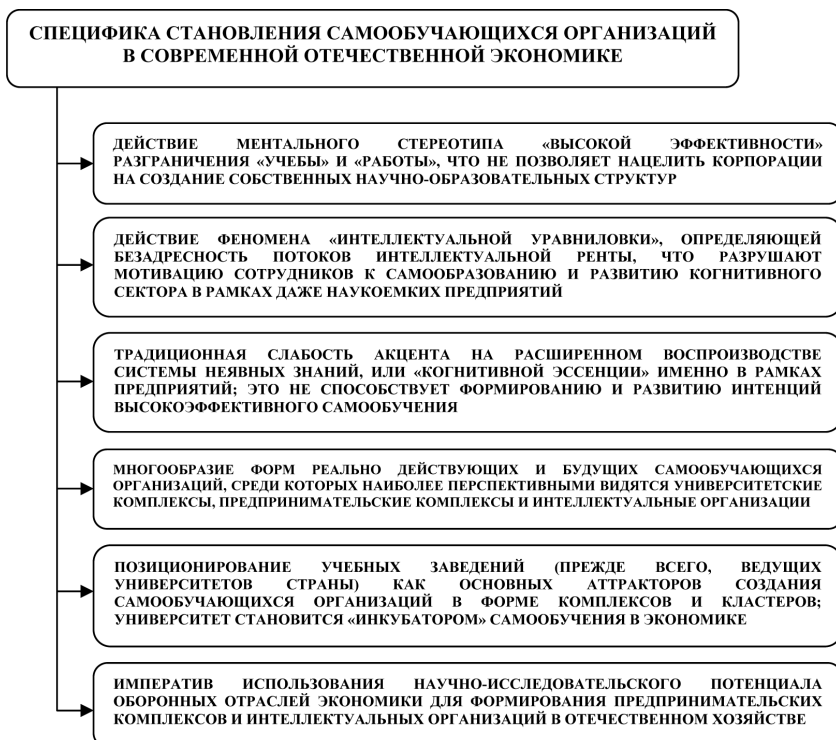 СПЕЦИФИКА СТАНОВЛЕНИЯ САМООБУЧАЮЩИХСЯ ОРГАНИЗАЦИЙ
В СОВРЕМЕННОЙ ОТЕЧЕСТВЕННОЙ ЭКОНОМИКЕ
ДЕЙСТВИЕ МЕНТАЛЬНОГО СТЕРЕОТИПА «ВЫСОКОЙ ЭФФЕКТИВНОСТИ»
РАЗГРАНИЧЕНИЯ «УЧЕБЫ» И «РАБОТЫ», ЧТО НЕ ПОЗВОЛЯЕТ НАЦЕЛИТЬ КОРПОРАЦИИ
НА СОЗДАНИЕ СОБСТВЕННЫХ НАУЧНО-ОБРАЗОВАТЕЛЬНЫХ СТРУКТУР
ДЕЙСТВИЕ ФЕНОМЕНА «ИНТЕЛЛЕКТУАЛЬНОЙ УРАВНИЛОВКИ», ОПРЕДЕЛЯЮЩЕЙ
БЕЗАДРЕСНОСТЬ ПОТОКОВ ИНТЕЛЛЕКТУАЛЬНОЙ РЕНТЫ, ЧТО РАЗРУШАЮТ
МОТИВАЦИЮ СОТРУДНИКОВ К САМООБРАЗОВАНИЮ И РАЗВИТИЮ КОГНИТИВНОГО
СЕКТОРА В РАМКАХ ДАЖЕ НАУКОЕМКИХ ПРЕДПРИЯТИЙ
ТРАДИЦИОННАЯ СЛАБОСТЬ АКЦЕНТА НА РАСШИРЕННОМ ВОСПРОИЗВОДСТВЕ
СИСТЕМЫ НЕЯВНЫХ ЗНАНИЙ, ИЛИ «КОГНИТИВНОЙ ЭССЕНЦИИ» ИМЕННО В РАМКАХ
ПРЕДПРИЯТИЙ; ЭТО НЕ СПОСОБСТВУЕТ ФОРМИРОВАНИЮ И РАЗВИТИЮ ИНТЕНЦИЙ
ВЫСОКОЭФФЕКТИВНОГО САМООБУЧЕНИЯ
МНОГООБРАЗИЕ ФОРМ РЕАЛЬНО ДЕЙСТВУЮЩИХ И БУДУЩИХ САМООБУЧАЮЩИХСЯ
ОРГАНИЗАЦИЙ, СРЕДИ КОТОРЫХ НАИБОЛЕЕ ПЕРСПЕКТИВНЫМИ ВИДЯТСЯ УНИВЕРСИТЕТСКИЕ
КОМПЛЕКСЫ, ПРЕДПРИНИМАТЕЛЬСКИЕ КОМПЛЕКСЫ И ИНТЕЛЛЕКТУАЛЬНЫЕ ОРГАНИЗАЦИИ
ПОЗИЦИОНИРОВАНИЕ УЧЕБНЫХ ЗАВЕДЕНИЙ (ПРЕЖДЕ ВСЕГО, ВЕДУЩИХ
УНИВЕРСИТЕТОВ СТРАНЫ) КАК ОСНОВНЫХ АТТРАКТОРОВ СОЗДАНИЯ
САМООБУЧАЮЩИХСЯ ОРГАНИЗАЦИЙ В ФОРМЕ КОМПЛЕКСОВ И КЛАСТЕРОВ;
УНИВЕРСИТЕТ СТАНОВИТСЯ «ИНКУБАТОРОМ» САМООБУЧЕНИЯ В ЭКОНОМИКЕ
ИМПЕРАТИВ ИСПОЛЬЗОВАНИЯ НАУЧНО-ИССЛЕДОВАТЕЛЬСКОГО ПОТЕНЦИАЛА
ОБОРОННЫХ ОТРАСЛЕЙ ЭКОНОМИКИ ДЛЯ ФОРМИРОВАНИЯ ПРЕДПРИНИМАТЕЛЬСКИХ
КОМПЛЕКСОВ И ИНТЕЛЛЕКТУАЛЬНЫХ ОРГАНИЗАЦИЙ В ОТЕЧЕСТВЕННОМ ХОЗЯЙСТВЕ